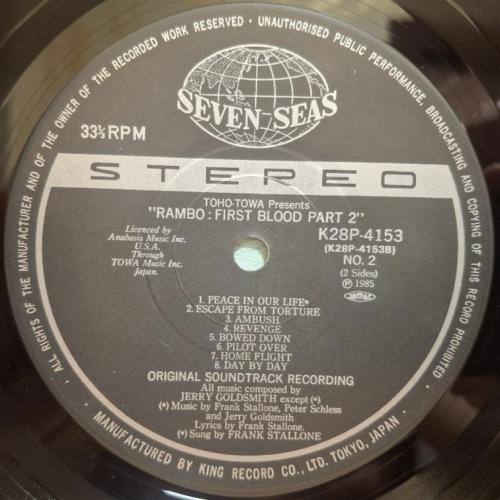 ALL RIGHTS OF THE MANUFACTURER AND OF THE OWNER OF THE RECORDED WORK RESERVED · UNAUTHORISED PUBLIC PERFORMANCE, BROADCASTING AND COPYING OF THIS RECORD PROHIBITED
SEVEN SEAS
33⅓RPM
STEREO
TOHO-TOWA Presents
"RAMBO: FIRST BLOOD PART 2"
Licenced by
Anabasis Music Inc.
U.S.A.
Through
TOWA Music Inc.
Japan.
K28P-4153
(K28P-4153B)
NO. 2
(2 Sides)
Ⓟ 1985
JASRAC
1. PEACE IN OUR LIFE*
2. ESCAPE FROM TORTURE
3. AMBUSH
4. REVENGE
5. BOWED DOWN
6. PILOT OVER
7. HOME FLIGHT
8. DAY BY DAY
ORIGINAL SOUNDTRACK RECORDING
All music composed by
JERRY GOLDSMITH except (*)
(*) Music by Frank Stallone, Peter Schless
and Jerry Goldsmith
Lyrics by Frank Stallone.
(*) Sung by FRANK STALLONE
MANUFACTURED BY KING RECORD CO., LTD. TOKYO, JAPAN